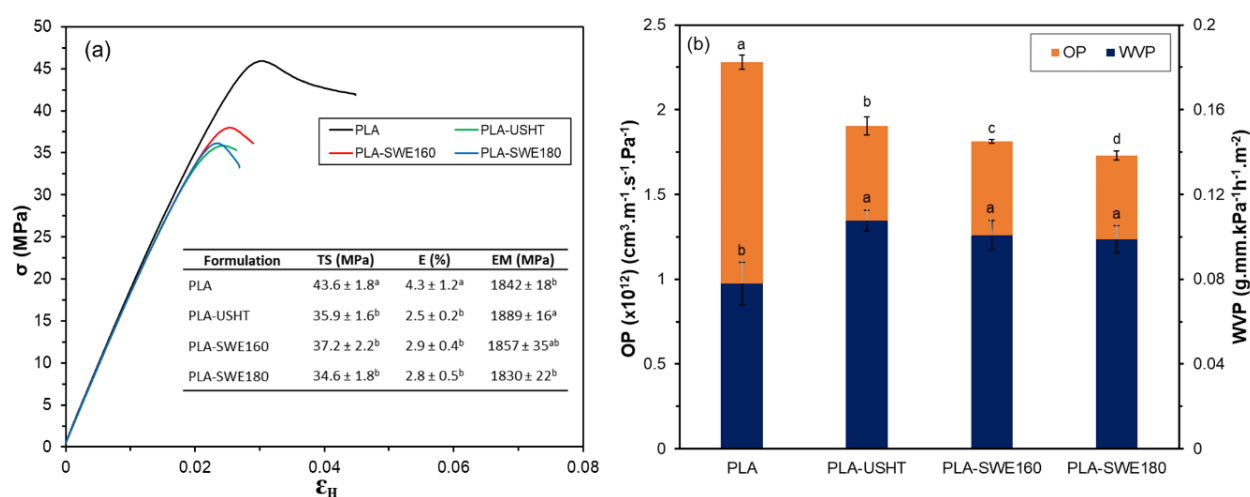 (a)
50
45
40
35
30
25
20
15
10
5
0
σ (MPa)
PLA PLA-USHT
PLA-SWE160 PLA-SWE180
Formulation TS (MPa) E (%) EM (MPa)
PLA 43.6 ± 1.8ᵃ 4.3 ± 1.2ᵃ 1842 ± 18ᵇ
PLA-USHT 35.9 ± 1.6ᵇ 2.5 ± 0.2ᵇ 1889 ± 16ᵃ
PLA-SWE160 37.2 ± 2.2ᵇ 2.9 ± 0.4ᵇ 1857 ± 35ᵃᵇ
PLA-SWE180 34.6 ± 1.8ᵇ 2.8 ± 0.5ᵇ 1830 ± 22ᵇ
0 0.02 0.04 0.06 0.08
ε_H
(b)
OP WVP
2.5
2
1.5
1
0.5
0
OP (x10¹²) (cm³.m⁻¹.s⁻¹.Pa⁻¹)
a b c d
b a a a
0.2
0.16
0.12
0.08
0.04
0
WVP (g.mm.kPa⁻¹h⁻¹.m⁻²)
PLA PLA-USHT PLA-SWE160 PLA-SWE180